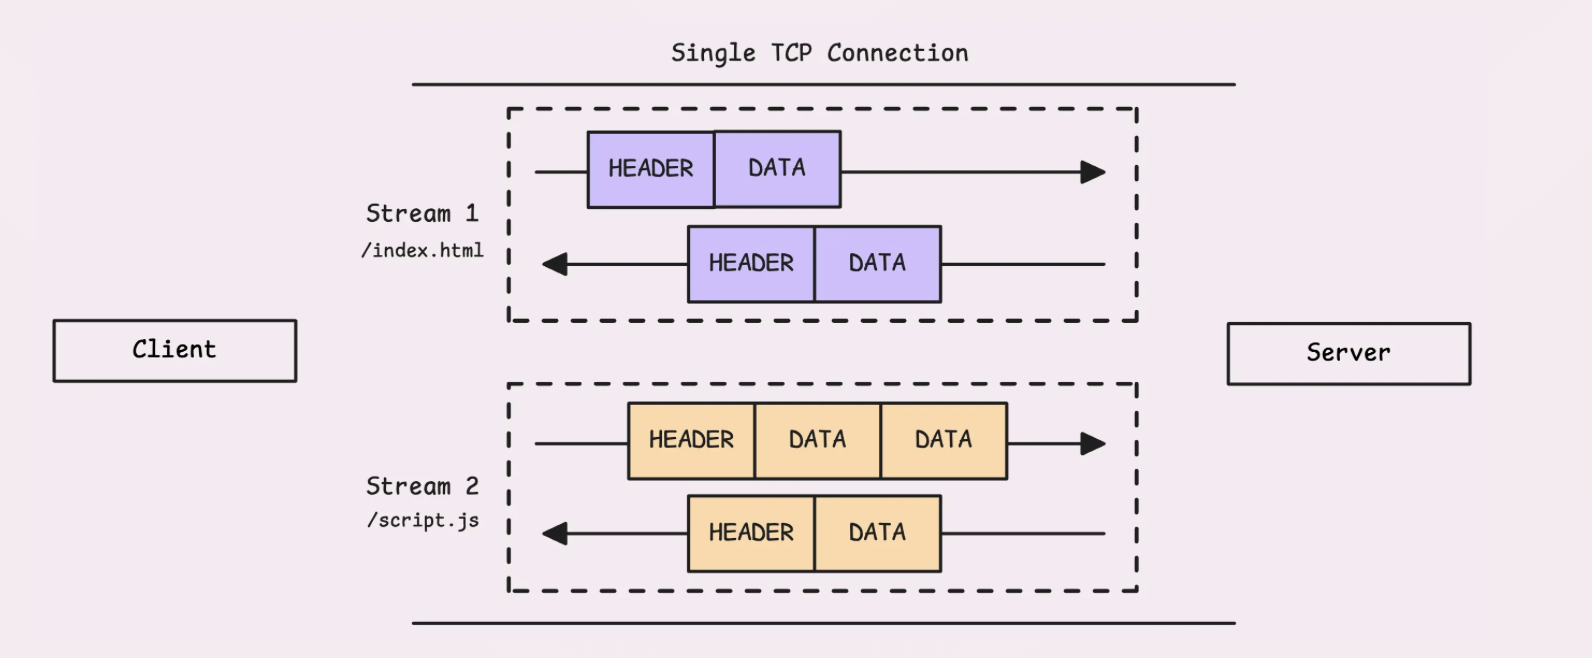 Single TCP Connection
HEADER DATA
Stream 1
/index.html
HEADER DATA
Client
Server
HEADER DATA DATA
Stream 2
/script.js
HEADER DATA